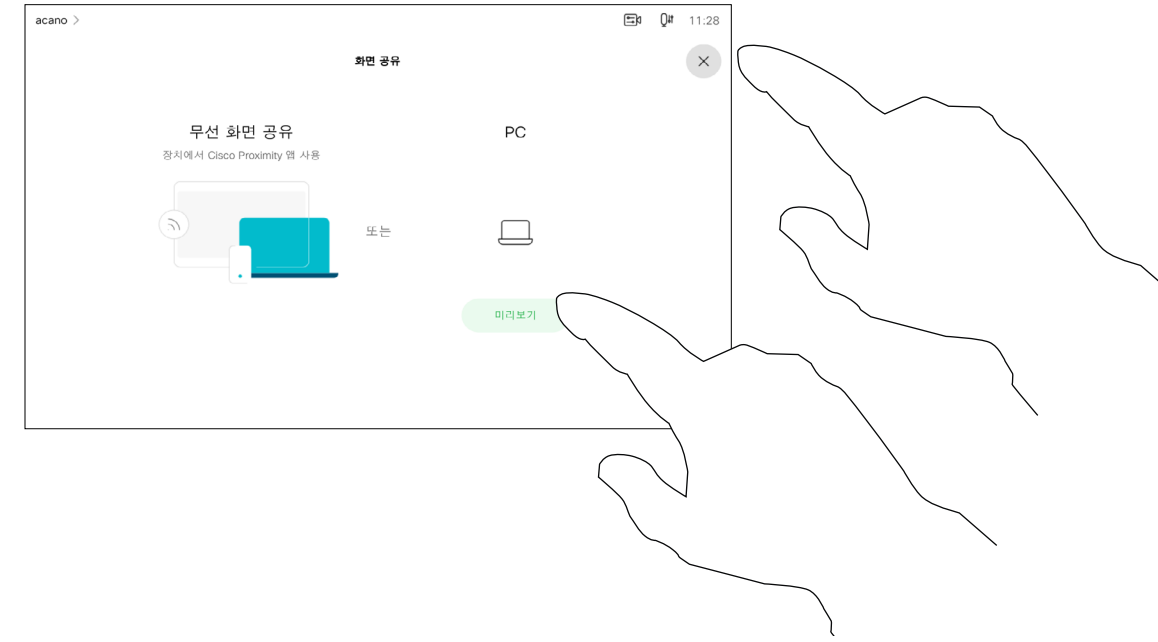 acano
11:28
화면 공유
무선 화면 공유
장치에서 Cisco Proximity 앱 사용
또는
PC
미리보기